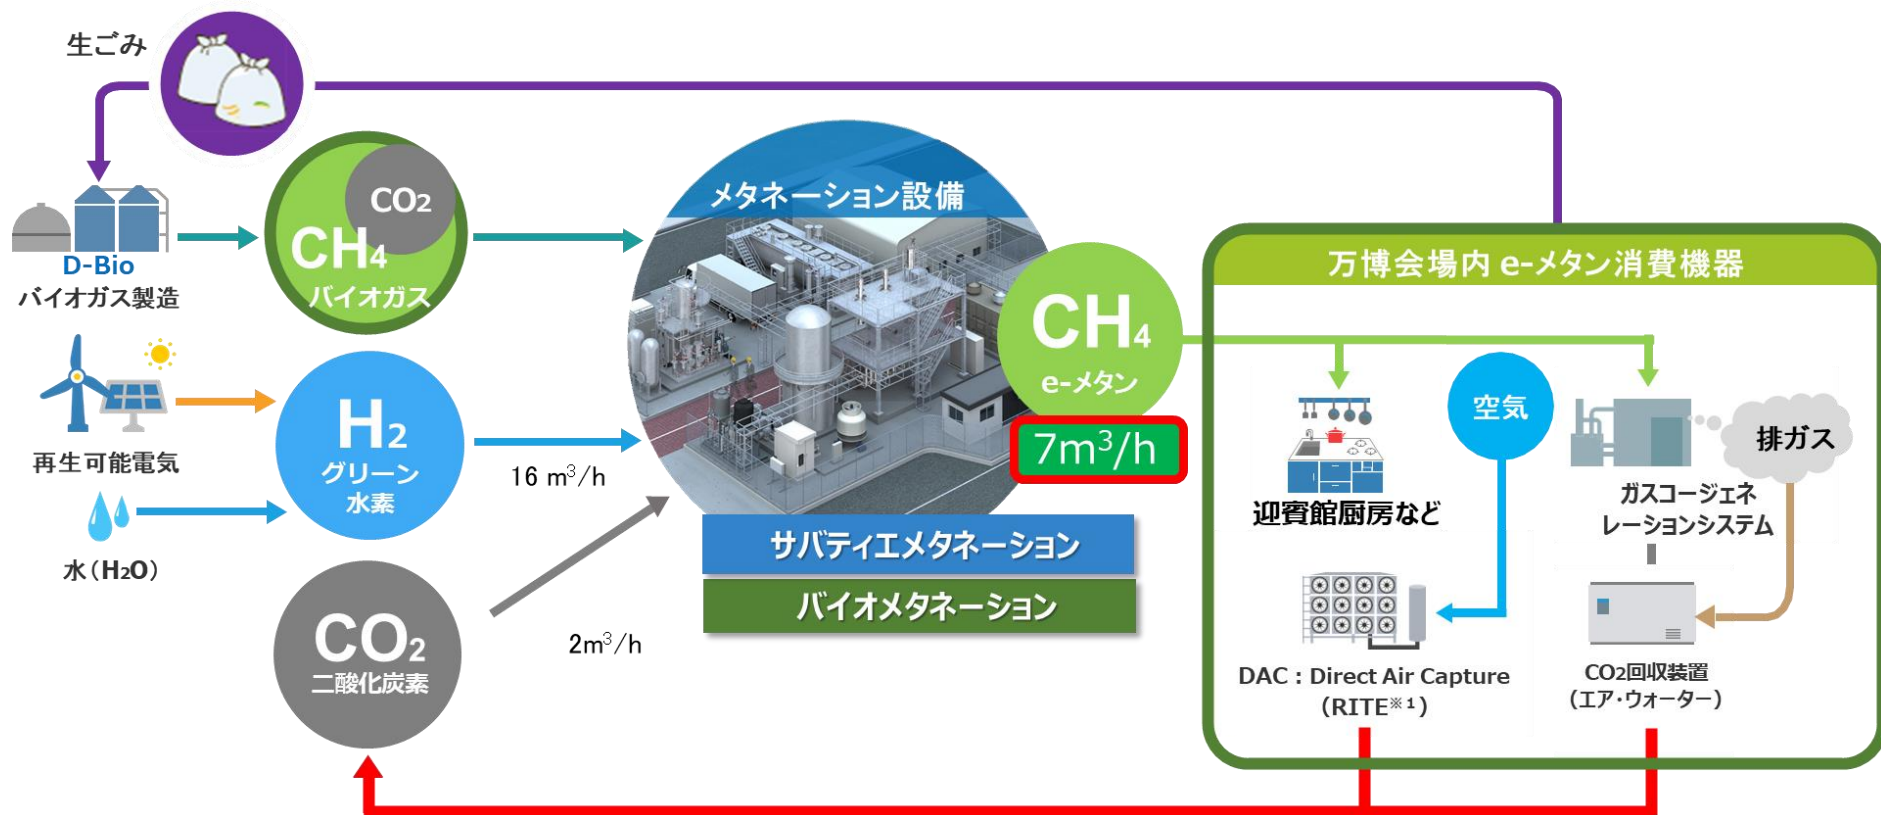 生ごみ
D-Bio
バイオガス製造
CO2
CH4
バイオガス
再生可能電気
水（H2O）
H2
グリーン
水素
16 m³/h
CO2
二酸化炭素
2m³/h
メタネーション設備
CH4
e-メタン
7m³/h
サバティエメタネーション
バイオメタネーション
万博会場内 e-メタン消費機器
迎賓館厨房など
空気
排ガス
ガスコージェネ
レーションシステム
DAC：Direct Air Capture
（RITE※1）
CO2回収装置
（エア・ウォーター）